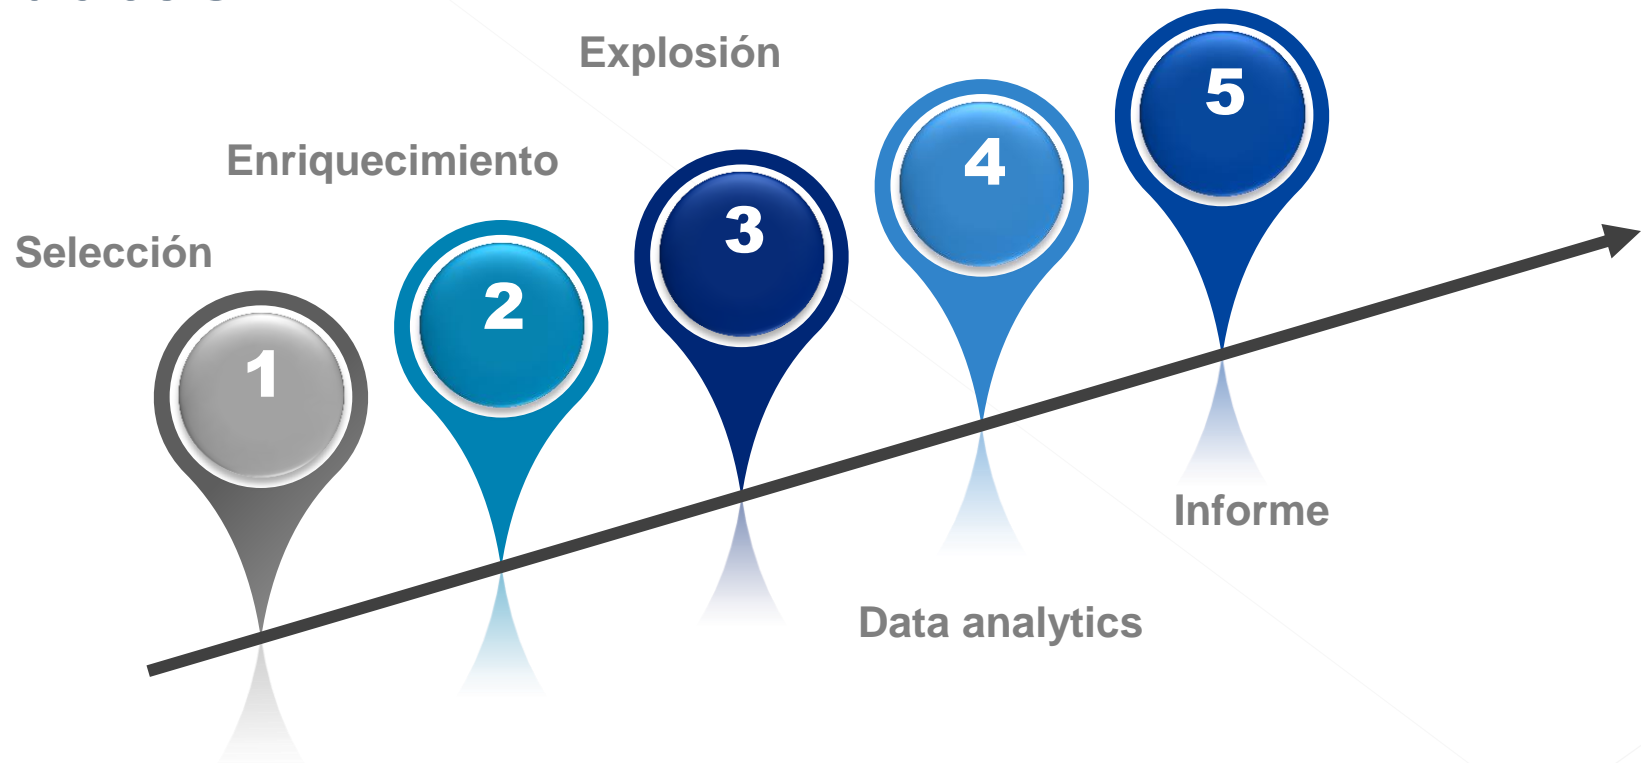 Explosión
5
4
Enriquecimiento
3
Selección
2
1
Informe
Data analytics